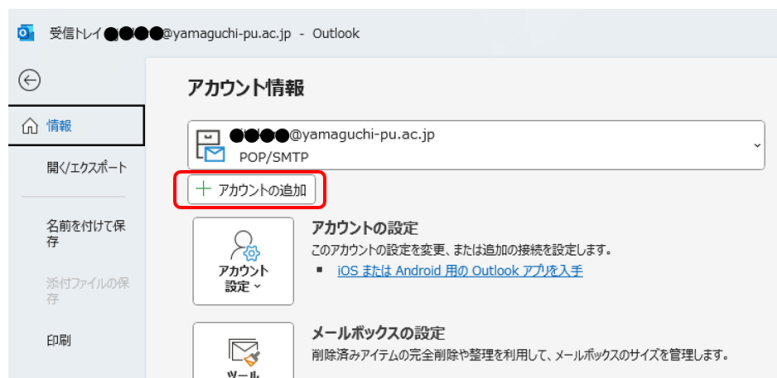 受信トレイ ●●●●@yamaguchi-pu.ac.jp - Outlook
アカウント情報
情報
●●●●@yamaguchi-pu.ac.jp
POP/SMTP
開く/エクスポート
＋ アカウントの追加
名前を付けて保
存
アカウントの設定
このアカウントの設定を変更、または追加の接続を設定します。
■ iOS または Android 用の Outlook アプリを入手
アカウント
設定
添付ファイルの保
存
印刷
メールボックスの設定
削除済みアイテムの完全削除や整理を利用して、メールボックスのサイズを管理します。
ツール